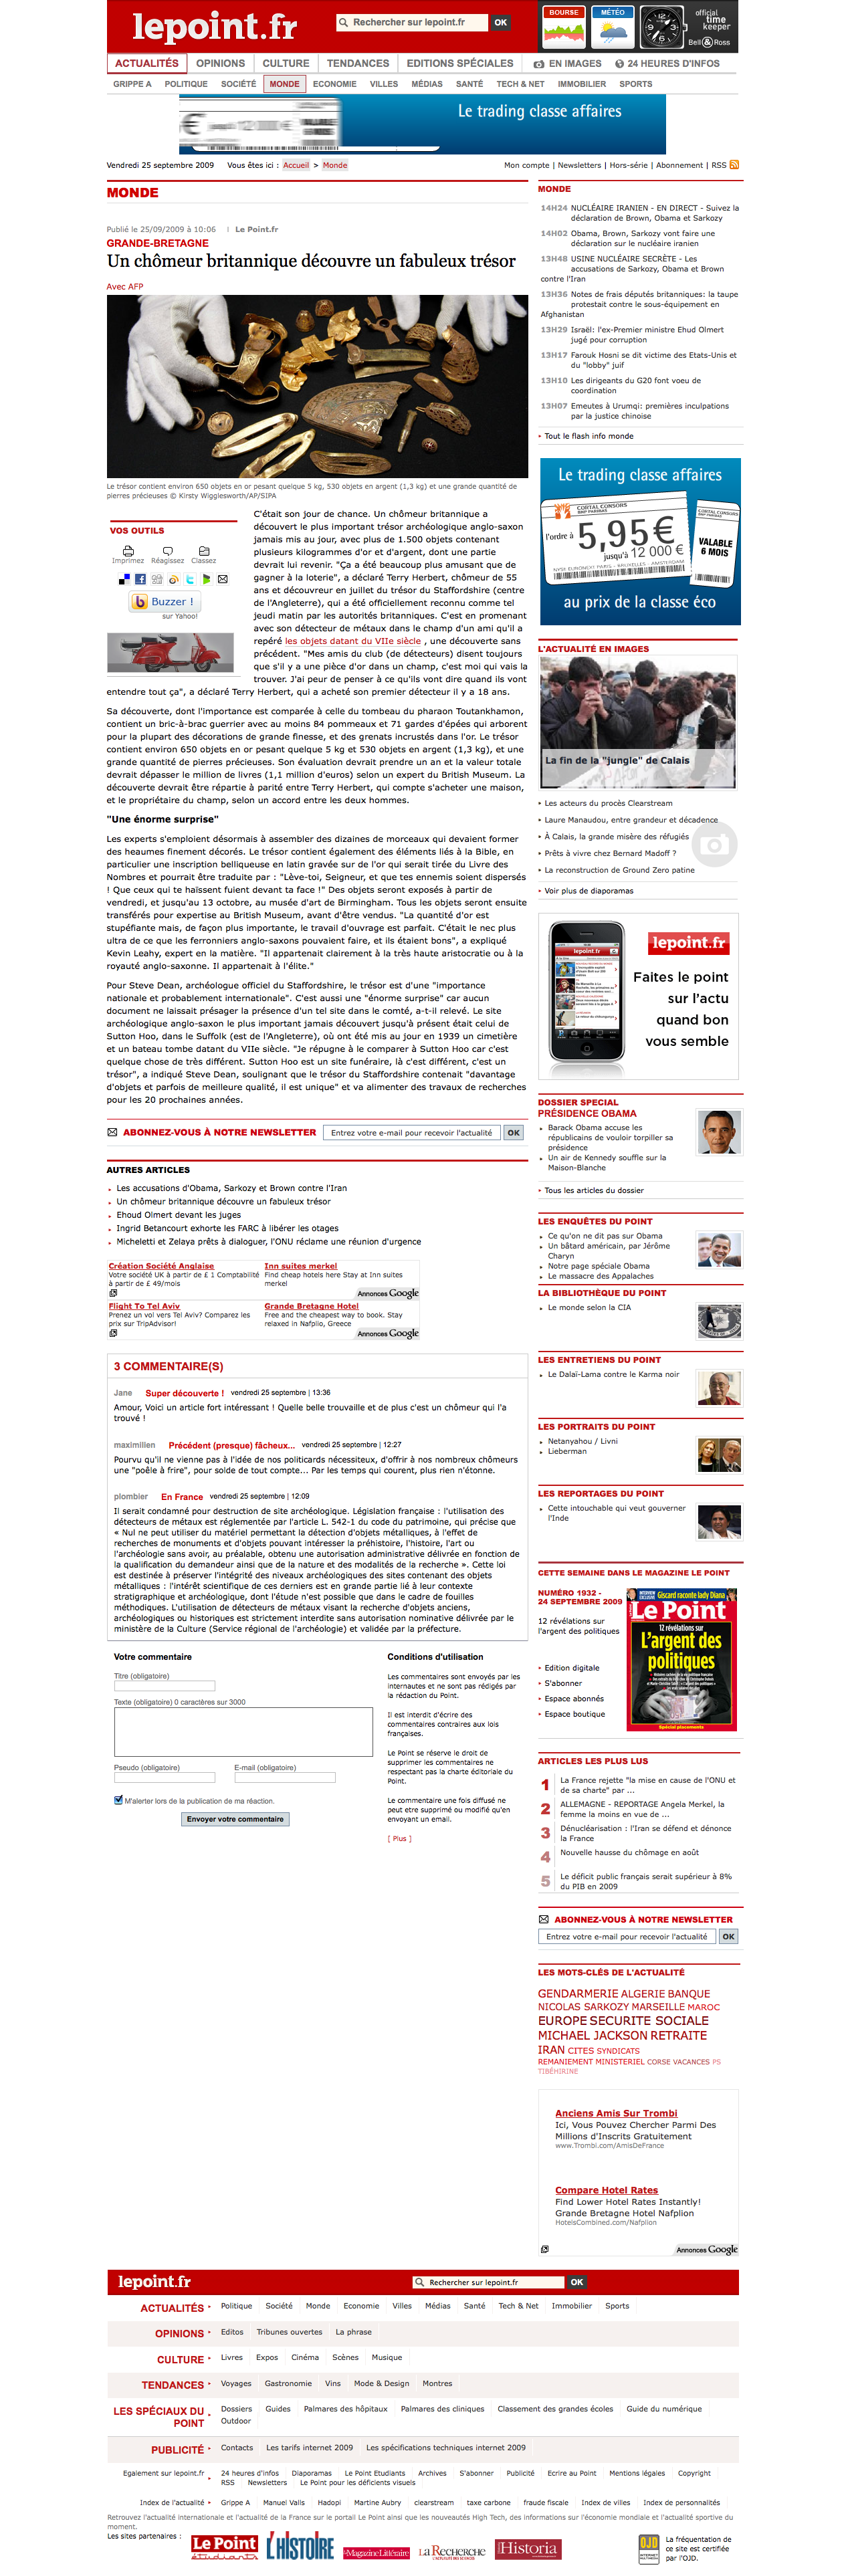 lepoint.fr
Rechercher sur lepoint.fr
OK
BOURSE
MÉTÉO
official
time
keeper
Bell&Ross
ACTUALITÉS
OPINIONS
CULTURE
TENDANCES
EDITIONS SPÉCIALES
EN IMAGES
24 HEURES D'INFOS
GRIPPE A
POLITIQUE
SOCIÉTÉ
MONDE
ECONOMIE
VILLES
MÉDIAS
SANTÉ
TECH & NET
IMMOBILIER
SPORTS
Le trading classe affaires
Vendredi 25 septembre 2009
Vous êtes ici : Accueil > Monde
Mon compte | Newsletters | Hors-série | Abonnement | RSS
MONDE
Publié le 25/09/2009 à 10:06 | Le Point.fr
GRANDE-BRETAGNE
Un chômeur britannique découvre un fabuleux trésor
Avec AFP
Le trésor contient environ 650 objets en or pesant quelque 5 kg, 530 objets en argent (1,3 kg) et une grande quantité de
pierres précieuses © Kirsty Wigglesworth/AP/SIPA
VOS OUTILS
Imprimez
Réagissez
Classez
Buzzer !
sur Yahoo!
C'était son jour de chance. Un chômeur britannique a
découvert le plus important trésor archéologique anglo-saxon
jamais mis au jour, avec plus de 1.500 objets contenant
plusieurs kilogrammes d'or et d'argent, dont une partie
devrait lui revenir. "Ça a été beaucoup plus amusant que de
gagner à la loterie", a déclaré Terry Herbert, chômeur de 55
ans et découvreur en juillet du trésor du Staffordshire (centre
de l'Angleterre), qui a été officiellement reconnu comme tel
jeudi matin par les autorités britanniques. C'est en promenant
avec son détecteur de métaux dans le champ d'un ami qu'il a
repéré les objets datant du VIIe siècle , une découverte sans
précédent. "Mes amis du club (de détecteurs) disent toujours
que s'il y a une pièce d'or dans un champ, c'est moi qui vais la
trouver. J'ai peur de penser à ce qu'ils vont dire quand ils vont
entendre tout ça", a déclaré Terry Herbert, qui a acheté son premier détecteur il y a 18 ans.
Sa découverte, dont l'importance est comparée à celle du tombeau du pharaon Toutankhamon,
contient un bric-à-brac guerrier avec au moins 84 pommeaux et 71 gardes d'épées qui arborent
pour la plupart des décorations de grande finesse, et des grenats incrustés dans l'or. Le trésor
contient environ 650 objets en or pesant quelque 5 kg et 530 objets en argent (1,3 kg), et une
grande quantité de pierres précieuses. Son évaluation devrait prendre un an et la valeur totale
devrait dépasser le million de livres (1,1 million d'euros) selon un expert du British Museum. La
découverte devrait être répartie à parité entre Terry Herbert, qui compte s'acheter une maison,
et le propriétaire du champ, selon un accord entre les deux hommes.
"Une énorme surprise"
Les experts s'emploient désormais à assembler des dizaines de morceaux qui devaient former
des heaumes finement décorés. Le trésor contient également des éléments liés à la Bible, en
particulier une inscription belliqueuse en latin gravée sur de l'or qui serait tirée du Livre des
Nombres et pourrait être traduite par : "Lève-toi, Seigneur, et que tes ennemis soient dispersés
! Que ceux qui te haïssent fuient devant ta face !" Des objets seront exposés à partir de
vendredi, et jusqu'au 13 octobre, au musée d'art de Birmingham. Tous les objets seront ensuite
transférés pour expertise au British Museum, avant d'être vendus. "La quantité d'or est
stupéfiante mais, de façon plus importante, le travail d'ouvrage est parfait. C'était le nec plus
ultra de ce que les ferronniers anglo-saxons pouvaient faire, et ils étaient bons", a expliqué
Kevin Leahy, expert en la matière. "Il appartenait clairement à la très haute aristocratie ou à la
royauté anglo-saxonne. Il appartenait à l'élite."
Pour Steve Dean, archéologue officiel du Staffordshire, le trésor est d'une "importance
nationale et probablement internationale". C'est aussi une "énorme surprise" car aucun
document ne laissait présager la présence d'un tel site dans le comté, a-t-il relevé. Le site
archéologique anglo-saxon le plus important jamais découvert jusqu'à présent était celui de
Sutton Hoo, dans le Suffolk (est de l'Angleterre), où ont été mis au jour en 1939 un cimetière
et un bateau tombe datant du VIIe siècle. "Je répugne à le comparer à Sutton Hoo car c'est
quelque chose de très différent. Sutton Hoo est un site funéraire, là c'est différent, c'est un
trésor", a indiqué Steve Dean, soulignant que le trésor du Staffordshire contenait "davantage
d'objets et parfois de meilleure qualité, il est unique" et va alimenter des travaux de recherches
pour les 20 prochaines années.
ABONNEZ-VOUS À NOTRE NEWSLETTER
Entrez votre e-mail pour recevoir l'actualité
OK
AUTRES ARTICLES
Les accusations d'Obama, Sarkozy et Brown contre l'Iran
Un chômeur britannique découvre un fabuleux trésor
Ehoud Olmert devant les juges
Ingrid Betancourt exhorte les FARC à libérer les otages
Micheletti et Zelaya prêts à dialoguer, l'ONU réclame une réunion d'urgence
Création Société Anglaise
Votre société UK à partir de £ 1 Comptabilité
à partir de £ 49/mois
Inn suites merkel
Find cheap hotels here Stay at Inn suites
merkel
Annonces Google
Flight To Tel Aviv
Prenez un vol vers Tel Aviv? Comparez les
prix sur TripAdvisor!
Grande Bretagne Hotel
Free and the cheapest way to book. Stay
relaxed in Nafplio, Greece
Annonces Google
3 COMMENTAIRE(S)
Jane Super découverte ! vendredi 25 septembre | 13:36
Amour, Voici un article fort intéressant ! Quelle belle trouvaille et de plus c'est un chômeur qui l'a
trouvé !
maximilien Précédent (presque) fâcheux... vendredi 25 septembre | 12:27
Pourvu qu'il ne vienne pas à l'idée de nos politicards nécessiteux, d'offrir à nos nombreux chômeurs
une "poêle à frire", pour solde de tout compte... Par les temps qui courent, plus rien n'étonne.
plombier En France vendredi 25 septembre | 12:09
Il serait condamné pour destruction de site archéologique. Législation française : l'utilisation des
détecteurs de métaux est réglementée par l'article L. 542-1 du code du patrimoine, qui précise que
« Nul ne peut utiliser du matériel permettant la détection d'objets métalliques, à l'effet de
recherches de monuments et d'objets pouvant intéresser la préhistoire, l'histoire, l'art ou
l'archéologie sans avoir, au préalable, obtenu une autorisation administrative délivrée en fonction de
la qualification du demandeur ainsi que de la nature et des modalités de la recherche ». Cette loi
est destinée à préserver l'intégrité des niveaux archéologiques des sites contenant des objets
métalliques : l'intérêt scientifique de ces derniers est en grande partie lié à leur contexte
stratigraphique et archéologique, dont l'étude n'est possible que dans le cadre de fouilles
méthodiques. L'utilisation de détecteurs de métaux visant la recherche d'objets anciens,
archéologiques ou historiques est strictement interdite sans autorisation nominative délivrée par le
ministère de la Culture (Service régional de l'archéologie) et validée par la préfecture.
Votre commentaire
Titre (obligatoire)
Texte (obligatoire) 0 caractères sur 3000
Pseudo (obligatoire)
E-mail (obligatoire)
M'alerter lors de la publication de ma réaction.
Envoyer votre commentaire
Conditions d'utilisation
Les commentaires sont envoyés par les
internautes et ne sont pas rédigés par
la rédaction du Point.
Il est interdit d'écrire des
commentaires contraires aux lois
françaises.
Le Point se réserve le droit de
supprimer les commentaires ne
respectant pas la charte éditoriale du
Point.
Le commentaire une fois diffusé ne
peut etre supprimé ou modifié qu'en
envoyant un email.
[ Plus ]
MONDE
14H24 NUCLÉAIRE IRANIEN - EN DIRECT - Suivez la
déclaration de Brown, Obama et Sarkozy
14H02 Obama, Brown, Sarkozy vont faire une
déclaration sur le nucléaire iranien
13H48 USINE NUCLÉAIRE SECRÈTE - Les
accusations de Sarkozy, Obama et Brown
contre l'Iran
13H36 Notes de frais députés britanniques: la taupe
protestait contre le sous-équipement en
Afghanistan
13H29 Israël: l'ex-Premier ministre Ehud Olmert
jugé pour corruption
13H17 Farouk Hosni se dit victime des Etats-Unis et
du "lobby" juif
13H10 Les dirigeants du G20 font voeu de
coordination
13H07 Emeutes à Urumqi: premières inculpations
par la justice chinoise
Tout le flash info monde
Le trading classe affaires
CORTAL CONSORS
BNP PARIBAS
l'ordre à
5,95€
jusqu'à 12 000 €
VALABLE
6 MOIS
au prix de la classe éco
L'ACTUALITÉ EN IMAGES
La fin de la "jungle" de Calais
Les acteurs du procès Clearstream
Laure Manaudou, entre grandeur et décadence
À Calais, la grande misère des réfugiés
Prêts à vivre chez Bernard Madoff ?
La reconstruction de Ground Zero patine
Voir plus de diaporamas
lepoint.fr
lepoint.fr
Faites le point
sur l'actu
quand bon
vous semble
DOSSIER SPECIAL
PRÉSIDENCE OBAMA
Barack Obama accuse les
républicains de vouloir torpiller sa
présidence
Un air de Kennedy souffle sur la
Maison-Blanche
Tous les articles du dossier
LES ENQUÊTES DU POINT
Ce qu'on ne dit pas sur Obama
Un bâtard américain, par Jérôme
Charyn
Notre page spéciale Obama
Le massacre des Appalaches
LA BIBLIOTHÈQUE DU POINT
Le monde selon la CIA
LES ENTRETIENS DU POINT
Le Dalaï-Lama contre le Karma noir
LES PORTRAITS DU POINT
Netanyahou / Livni
Lieberman
LES REPORTAGES DU POINT
Cette intouchable qui veut gouverner
l'Inde
CETTE SEMAINE DANS LE MAGAZINE LE POINT
NUMÉRO 1932 -
24 SEPTEMBRE 2009
12 révélations sur
l'argent des politiques
Edition digitale
S'abonner
Espace abonnés
Espace boutique
Giscard raconte lady Diana
Le Point
12 révélations sur
L'argent des
politiques
Spécial placements
ARTICLES LES PLUS LUS
1 La France rejette "la mise en cause de l'ONU et
de sa charte" par ...
2 ALLEMAGNE - REPORTAGE Angela Merkel, la
femme la moins en vue de ...
3 Dénucléarisation : l'Iran se défend et dénonce
la France
4 Nouvelle hausse du chômage en août
5 Le déficit public français serait supérieur à 8%
du PIB en 2009
ABONNEZ-VOUS À NOTRE NEWSLETTER
Entrez votre e-mail pour recevoir l'actualité
OK
LES MOTS-CLÉS DE L'ACTUALITÉ
GENDARMERIE ALGERIE BANQUE
NICOLAS SARKOZY MARSEILLE MAROC
EUROPE SECURITE SOCIALE
MICHAEL JACKSON RETRAITE
IRAN CITES SYNDICATS
REMANIEMENT MINISTERIEL CORSE VACANCES PS
TIBÉHIRINE
Anciens Amis Sur Trombi
Ici, Vous Pouvez Chercher Parmi Des
Millions d'Inscrits Gratuitement
www.Trombi.com/AmisDeFrance
Compare Hotel Rates
Find Lower Hotel Rates Instantly!
Grande Bretagne Hotel Nafplion
HotelsCombined.com/Nafplion
Annonces Google
lepoint.fr
Rechercher sur lepoint.fr
OK
ACTUALITÉS Politique Société Monde Economie Villes Médias Santé Tech & Net Immobilier Sports
OPINIONS Editos Tribunes ouvertes La phrase
CULTURE Livres Expos Cinéma Scènes Musique
TENDANCES Voyages Gastronomie Vins Mode & Design Montres
LES SPÉCIAUX DU
POINT
Dossiers Guides Palmares des hôpitaux Palmares des cliniques Classement des grandes écoles Guide du numérique
Outdoor
PUBLICITÉ Contacts Les tarifs internet 2009 Les spécifications techniques internet 2009
Egalement sur lepoint.fr 24 heures d'infos Diaporamas Le Point Etudiants Archives S'abonner Publicité Ecrire au Point Mentions légales Copyright
RSS Newsletters Le Point pour les déficients visuels
Index de l'actualité Grippe A Manuel Valls Hadopi Martine Aubry clearstream taxe carbone fraude fiscale Index de villes Index de personnalités
Retrouvez l'actualité internationale et l'actualité de la France sur le portail Le Point ainsi que les nouveautés High Tech, des informations sur l'économie mondiale et l'actualité sportive du
moment.
Les sites partenaires :
Le Point
étudiants
L'HISTOIRE
Le Magazine Littéraire
La Recherche
Historia
OJD
La fréquentation de
ce site est certifiée
par l'OJD.